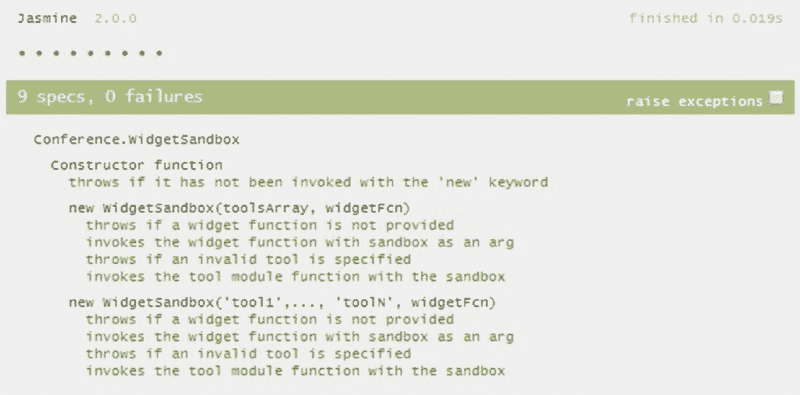 Jasmine 2.0.0 finished in 0.019s
9 specs, 0 failures raise exceptions
Conference.WidgetSandbox
Constructor function
throws if it has not been invoked with the 'new' keyword
new WidgetSandbox(toolsArray, widgetFcn)
throws if a widget function is not provided
invokes the widget function with sandbox as an arg
throws if an invalid tool is specified
invokes the tool module function with the sandbox
new WidgetSandbox('tool1',..., 'toolN', widgetFcn)
throws if a widget function is not provided
invokes the widget function with sandbox as an arg
throws if an invalid tool is specified
invokes the tool module function with the sandbox